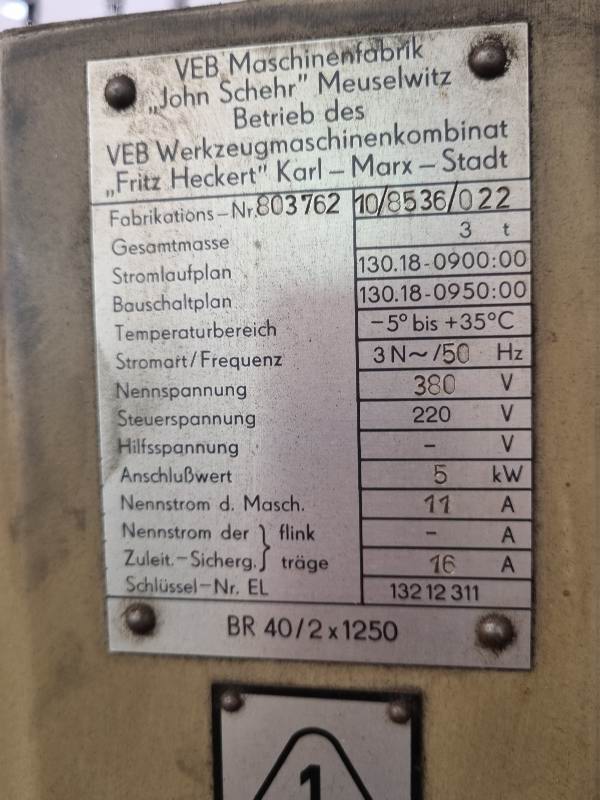 VEB Maschinenfabrik
„John Schehr" Meuselwitz
Betrieb des
VEB Werkzeugmaschinenkombinat
„Fritz Heckert" Karl – Marx – Stadt
Fabrikations – Nr. 803762 10/8536/022
Gesamtmasse 3 t
Stromlaufplan 130.18-0900:00
Bauschaltplan 130.18-0950:00
Temperaturbereich −5° bis +35°C
Stromart/Frequenz 3 N~/50 Hz
Nennspannung 380 V
Steuerspannung 220 V
Hilfsspannung – V
Anschlußwert 5 kW
Nennstrom d. Masch. 11 A
Nennstrom der } flink – A
Zuleit.–Sicherg. } träge 16 A
Schlüssel–Nr. EL 132 12 311
BR 40/2 x 1250
1